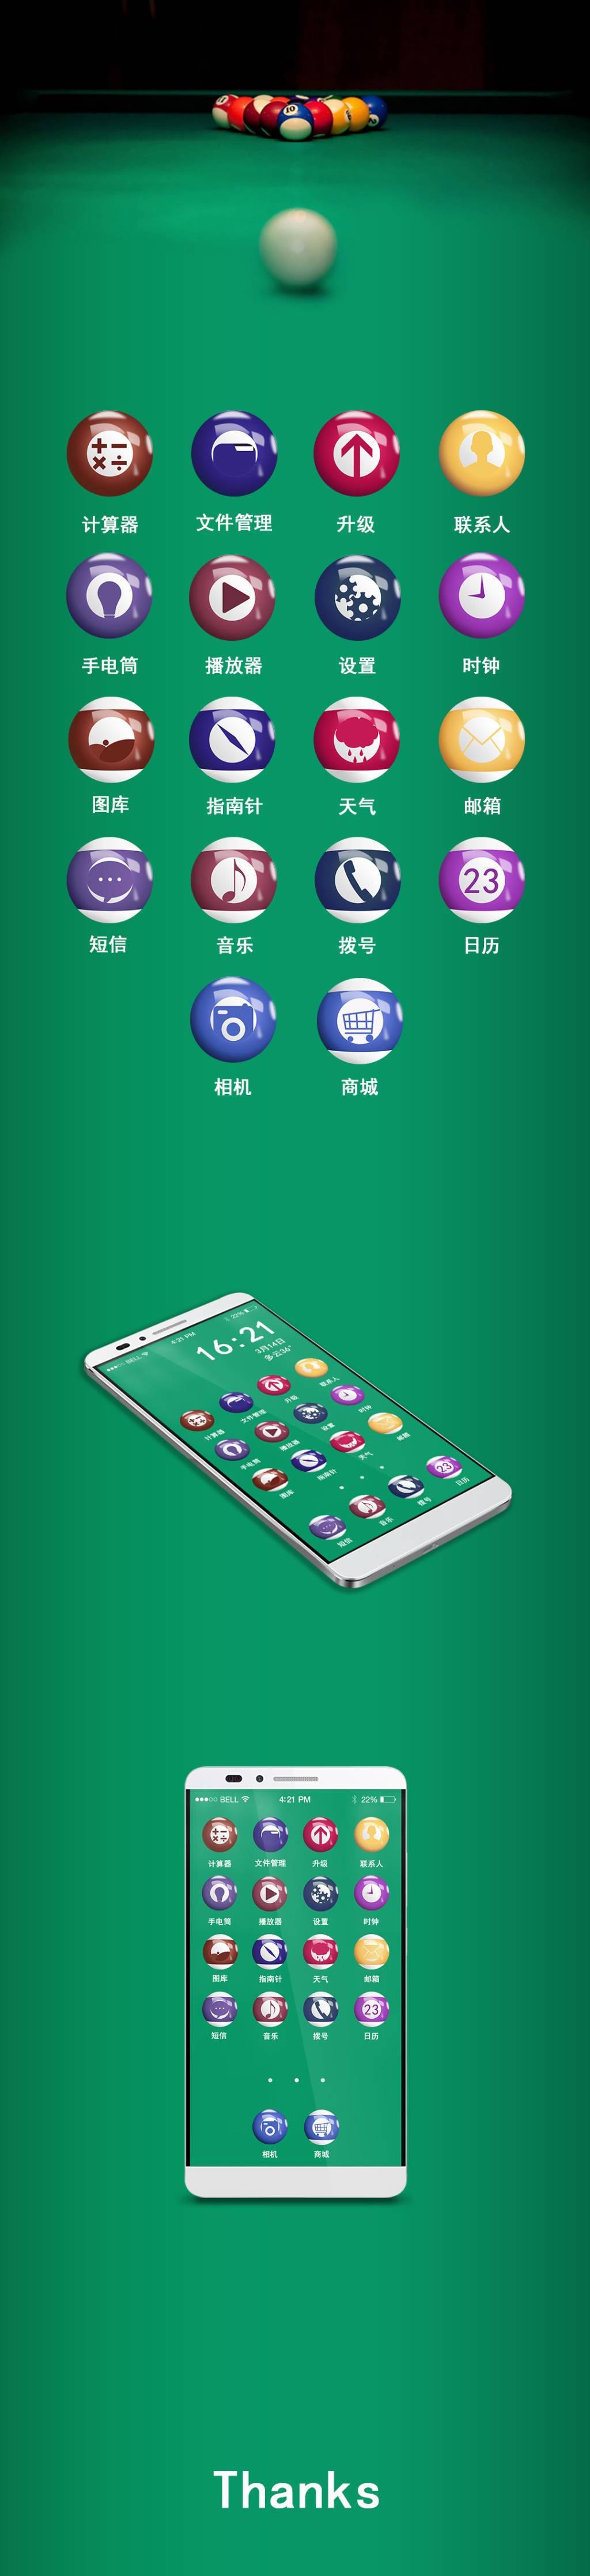 10
计算器 文件管理 升级 联系人
手电筒 播放器 设置 时钟
图库 指南针 天气 邮箱
23
短信 音乐 拨号 日历
相机 商城
BELL 4:21 PM 22%
16:21
3月14日
多云36°
计算器 文件管理 升级 联系人
手电筒 播放器 设置 时钟
图库 指南针 天气 邮箱
23
短信 音乐 拨号 日历
BELL 4:21 PM 22%
计算器 文件管理 升级 联系人
手电筒 播放器 设置 时钟
图库 指南针 天气 邮箱
23
短信 音乐 拨号 日历
相机 商城
Thanks